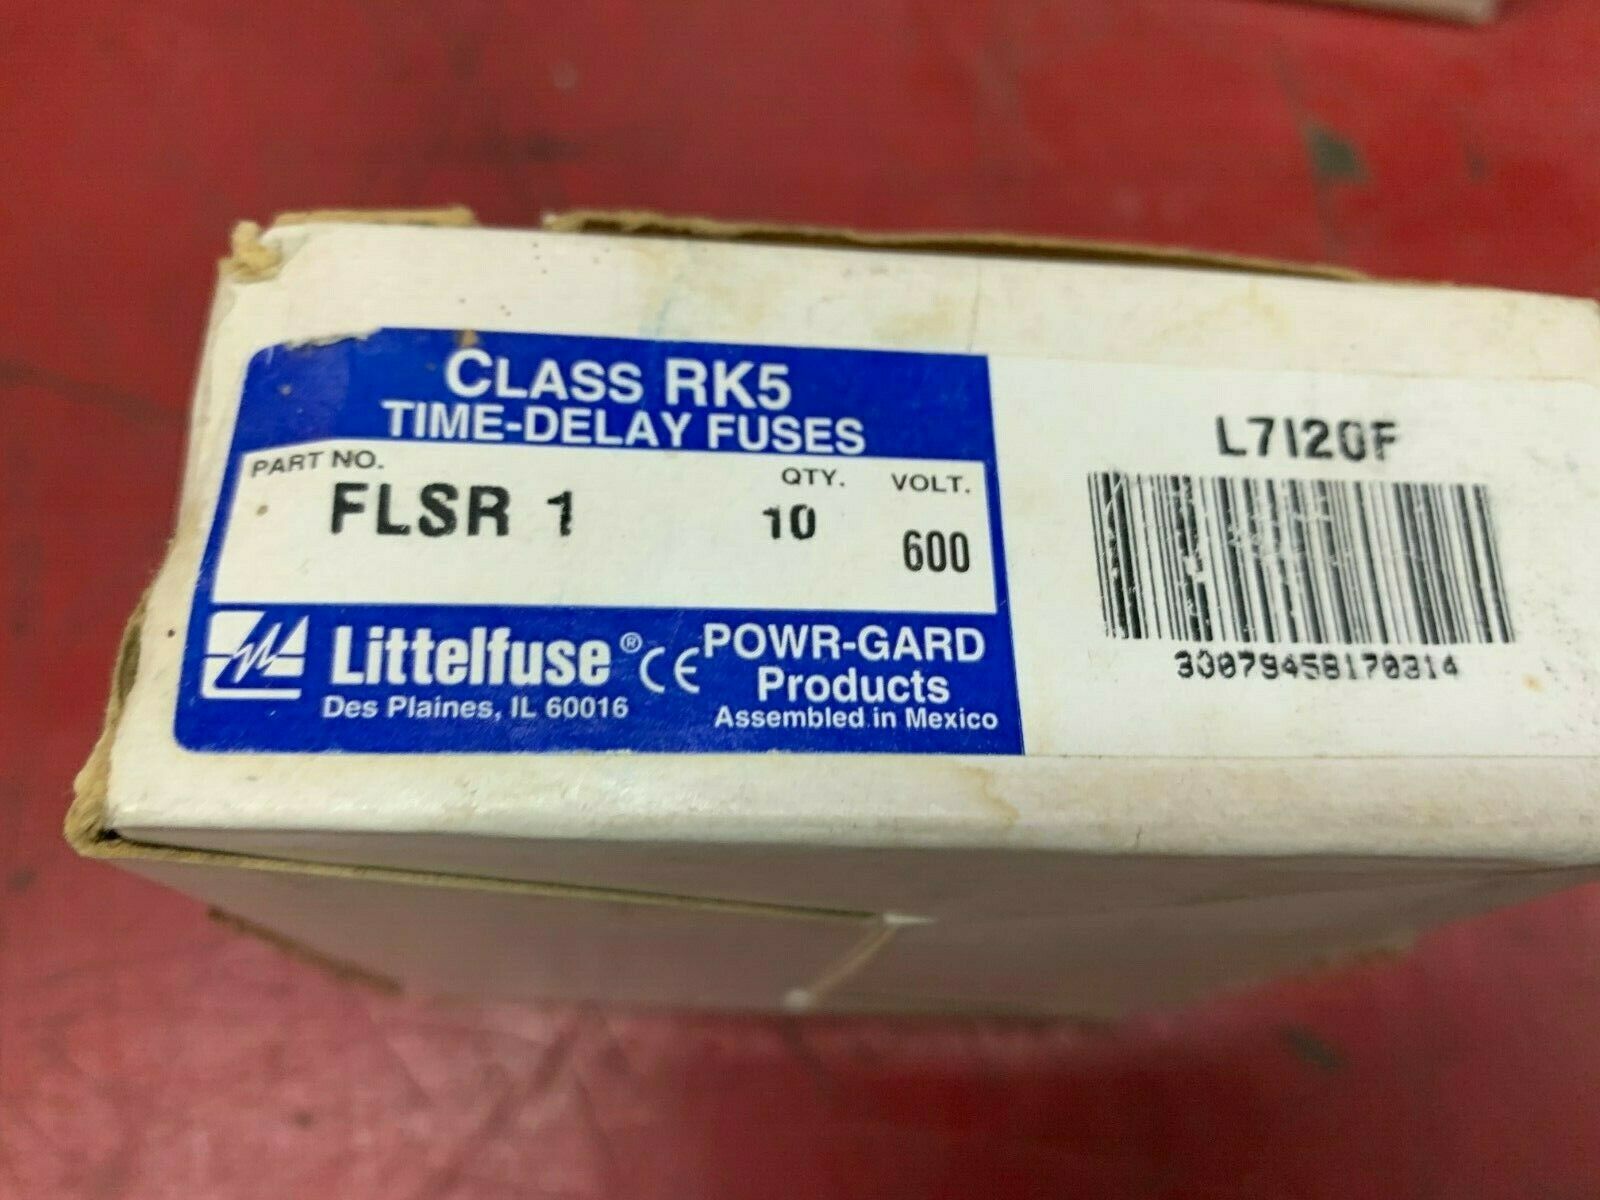 CLASS RK5
TIME-DELAY FUSES
PART NO. QTY. VOLT.
FLSR 1 10 600
Littelfuse® CE POWR-GARD
Products
Des Plaines, IL 60016 Assembled in Mexico
L7I20F
30079458170314